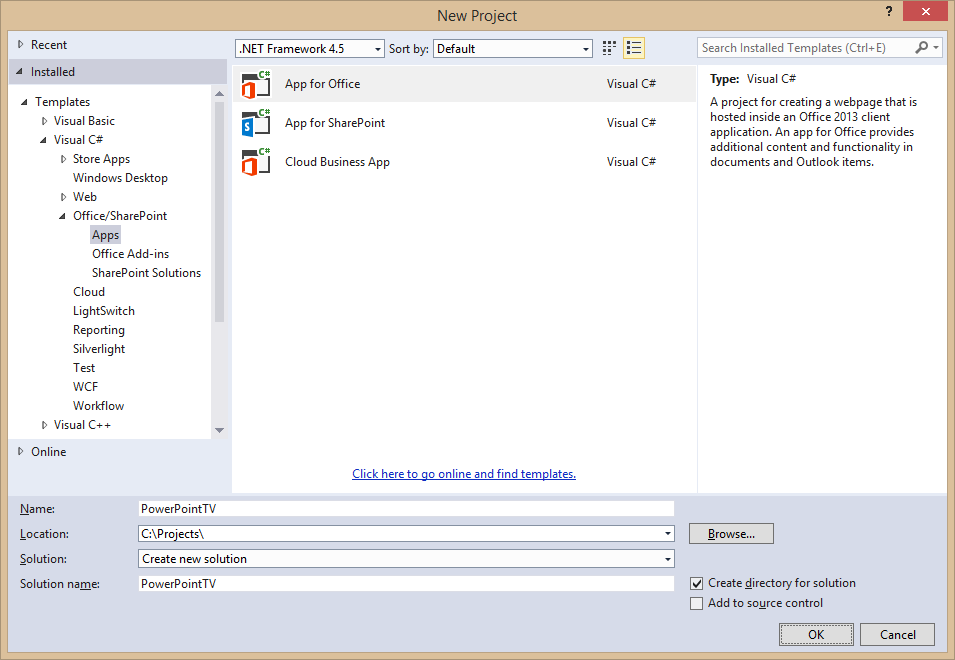 New Project
?
Recent
Installed
Templates
Visual Basic
Visual C#
Store Apps
Windows Desktop
Web
Office/SharePoint
Apps
Office Add-ins
SharePoint Solutions
Cloud
LightSwitch
Reporting
Silverlight
Test
WCF
Workflow
Visual C++
Online
.NET Framework 4.5 Sort by: Default
C# App for Office Visual C#
C# App for SharePoint Visual C#
C# Cloud Business App Visual C#
Click here to go online and find templates.
Search Installed Templates (Ctrl+E)
Type: Visual C#
A project for creating a webpage that is
hosted inside an Office 2013 client
application. An app for Office provides
additional content and functionality in
documents and Outlook items.
Name: PowerPointTV
Location: C:\Projects\ Browse...
Solution: Create new solution
Solution name: PowerPointTV
Create directory for solution
Add to source control
OK Cancel